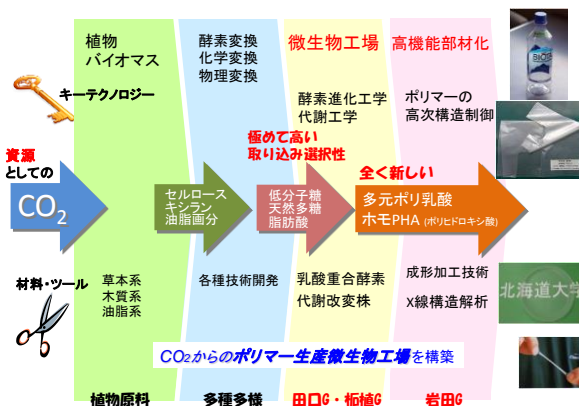 植物
バイオマス
酵素変換
化学変換
物理変換
微生物工場
高機能部材化
キーテクノロジー
酵素進化工学
代謝工学
ポリマーの
高次構造制御
極めて高い
取り込み選択性
資源
としての
CO2
セルロース
キシラン
油脂画分
低分子糖
天然多糖
脂肪酸
全く新しい
多元ポリ乳酸
ホモPHA (ポリヒドロキシ酸)
材料・ツール
草本系
木質系
油脂系
各種技術開発
乳酸重合酵素
代謝改変株
成形加工技術
X線構造解析
北海道大学
CO2からのポリマー生産微生物工場を構築
植物原料
多種多様
田口G・栃植G
岩田G